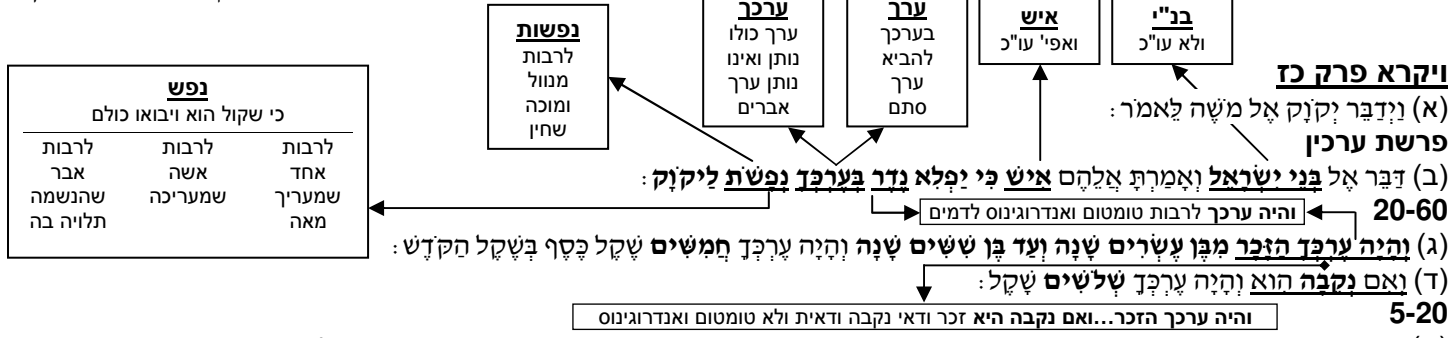 בנ"י
ולא עו"כ
איש
ואפי' עו"כ
ערך
בערכך
להביא
ערך
סתם
ערכך
ערך כולו
נותן ואינו
נותן ערך
אברים
נפשות
לרבות
מנוול
ומוכה
שחין
נפש
כי שקול הוא ויבואו כולם
לרבות
אחד
שמעריך
מאה
לרבות
אשה
שמעריכה
לרבות
אבר
שהנשמה
תלויה בה
ויקרא פרק כז
(א) וַיְדַבֵּר יְקֹוָק אֶל מֹשֶׁה לֵּאמֹר:
פרשת ערכין
(ב) דַּבֵּר אֶל בְּנֵי יִשְׂרָאֵל וְאָמַרְתָּ אֲלֵהֶם אִישׁ כִּי יַפְלִא נֶדֶר בְּעֶרְכְּךָ נְפָשֹׁת לַיקֹוָק:
20-60
והיה ערכך לרבות טומטום ואנדרוגינוס לדמים
(ג) וְהָיָה עֶרְכְּךָ הַזָּכָר מִבֶּן עֶשְׂרִים שָׁנָה וְעַד בֶּן שִׁשִּׁים שָׁנָה וְהָיָה עֶרְכְּךָ חֲמִשִּׁים שֶׁקֶל כֶּסֶף בְּשֶׁקֶל הַקֹּדֶשׁ:
(ד) וְאִם נְקֵבָה הִוא וְהָיָה עֶרְכְּךָ שְׁלֹשִׁים שָׁקֶל:
5-20
והיה ערכך הזכר...ואם נקבה היא זכר ודאי נקבה ודאית ולא טומטום ואנדרוגינוס